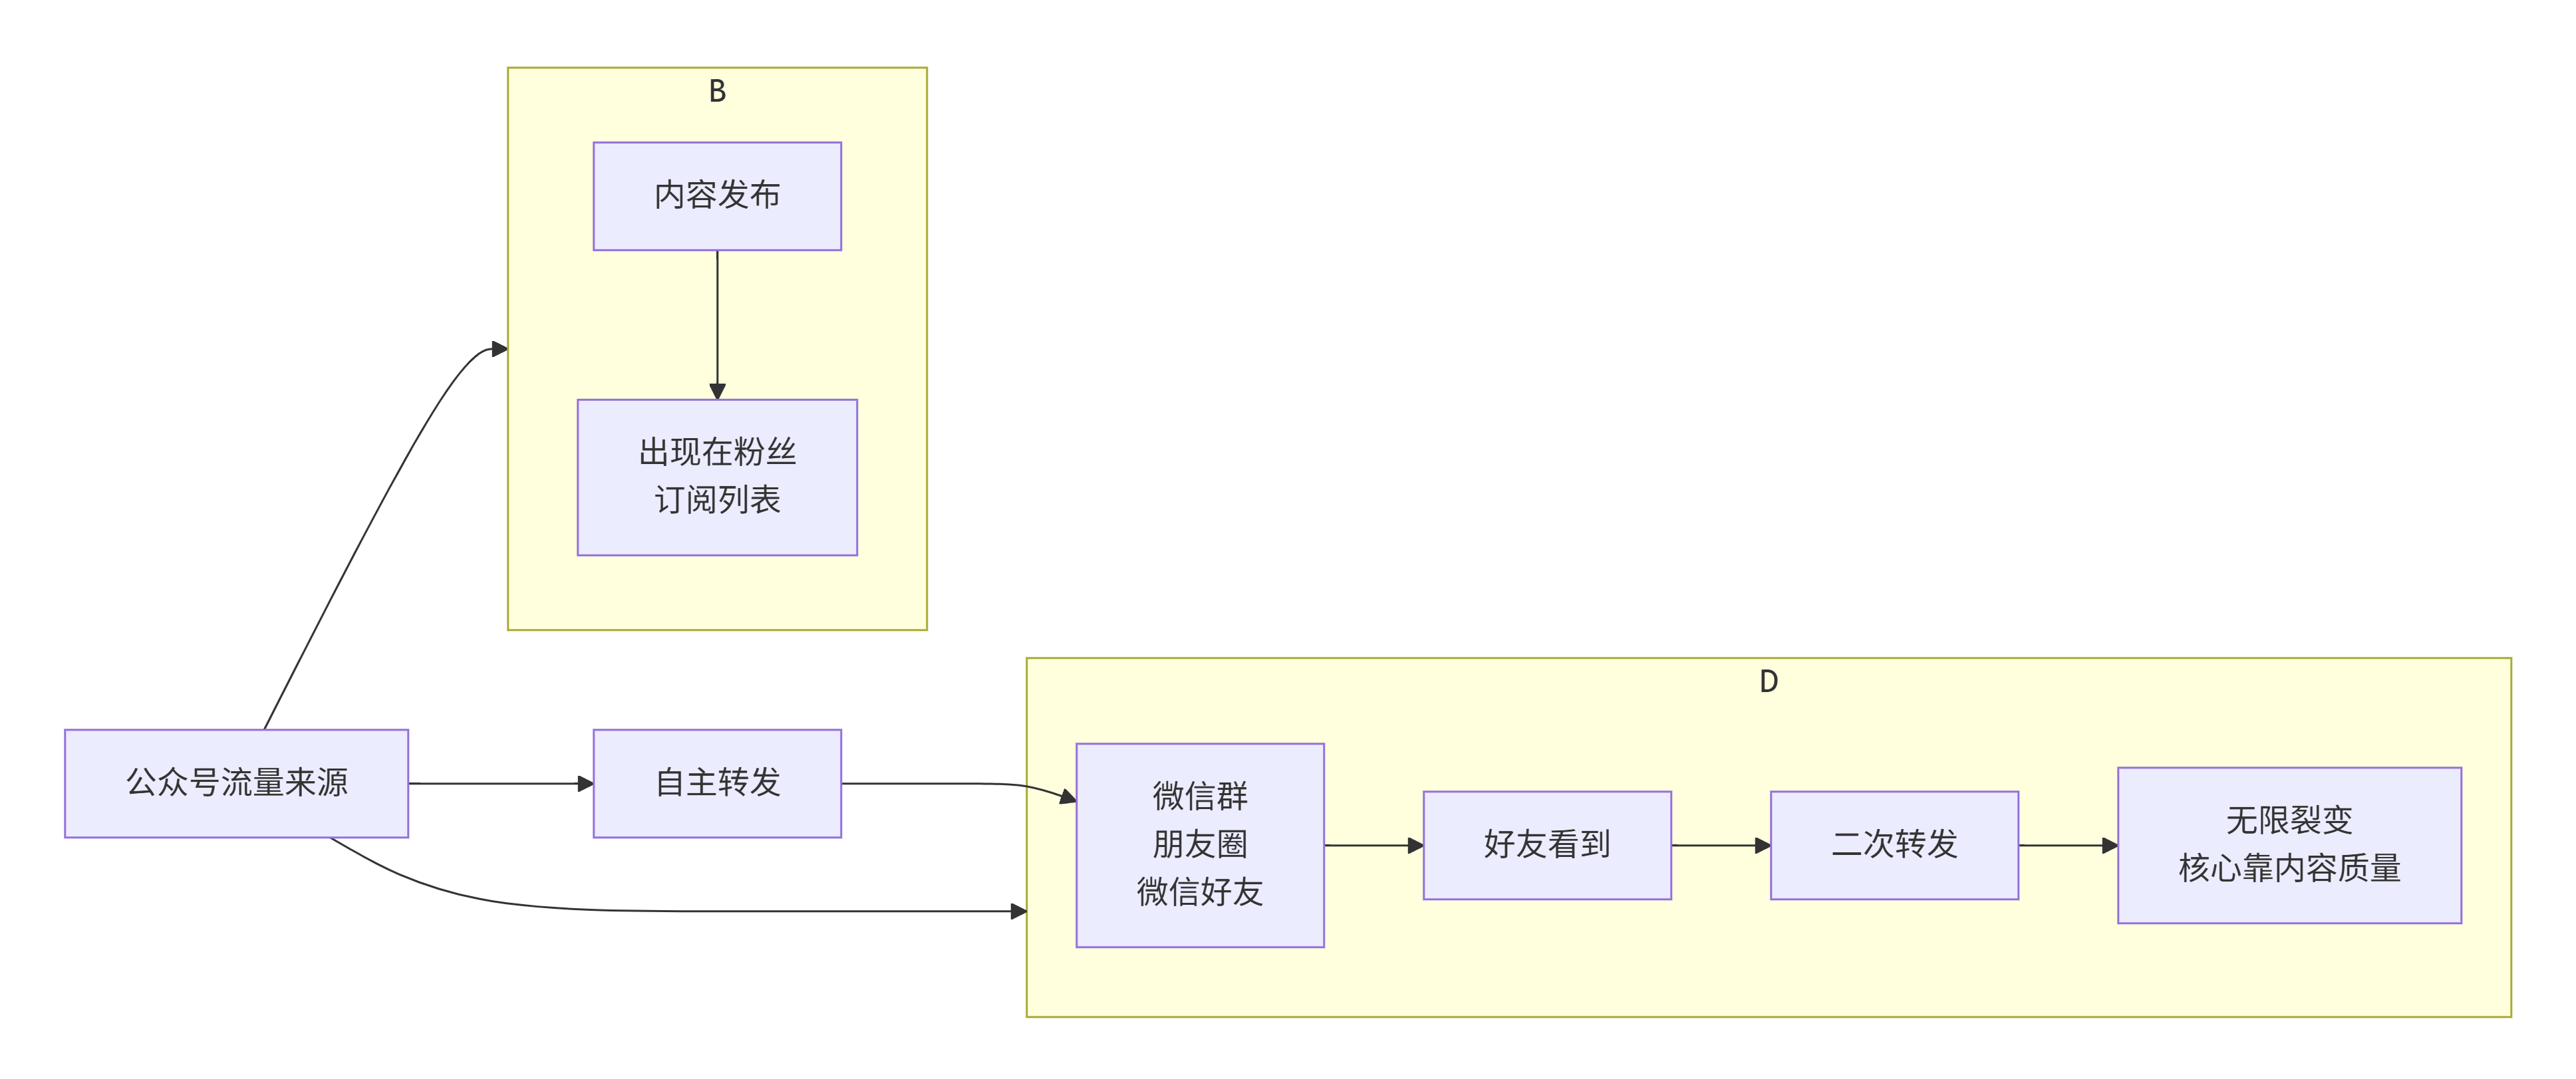 B
内容发布
出现在粉丝
订阅列表
公众号流量来源
自主转发
D
微信群
朋友圈
微信好友
好友看到
二次转发
无限裂变
核心靠内容质量